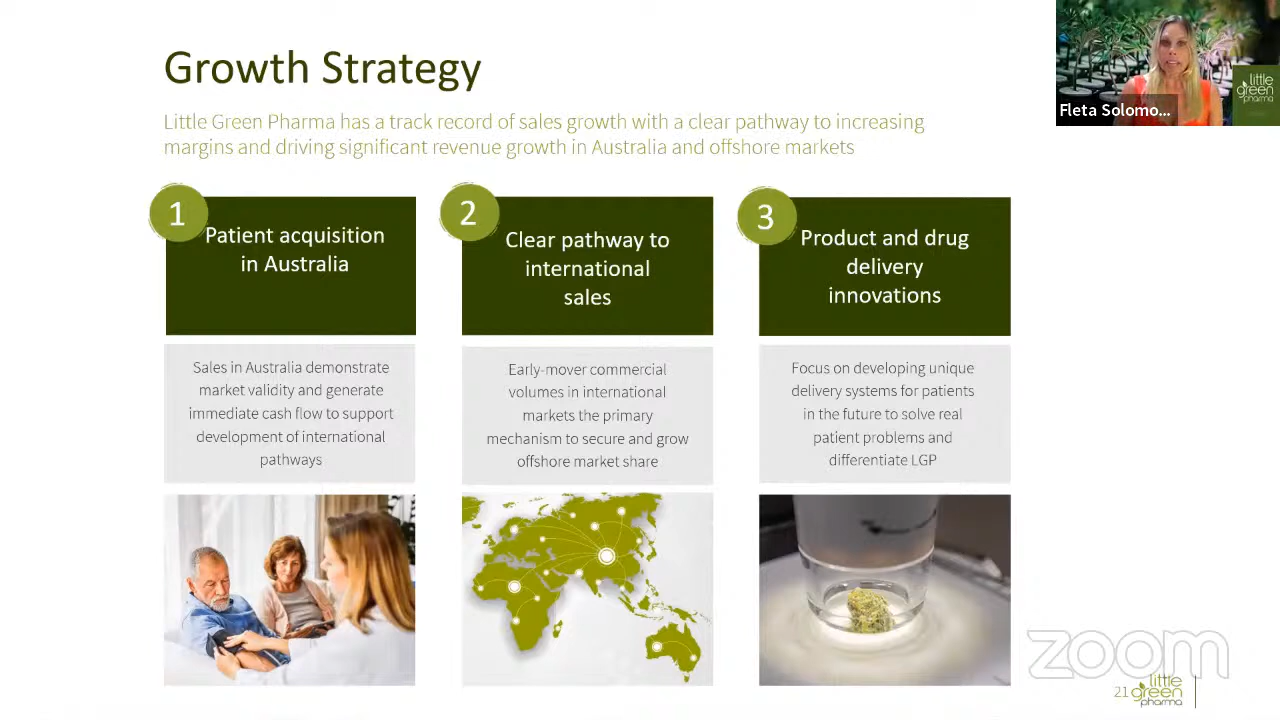 Growth Strategy
Little Green Pharma has a track record of sales growth with a clear pathway to increasing
margins and driving significant revenue growth in Australia and offshore markets
1
Patient acquisition
in Australia
Sales in Australia demonstrate
market validity and generate
immediate cash flow to support
development of international
pathways
2
Clear pathway to
international
sales
Early-mover commercial
volumes in international
markets the primary
mechanism to secure and grow
offshore market share
3
Product and drug
delivery
innovations
Focus on developing unique
delivery systems for patients
in the future to solve real
patient problems and
differentiate LGP
little
green
pharma
Fleta Solomo...
zoom
21
little
green
pharma